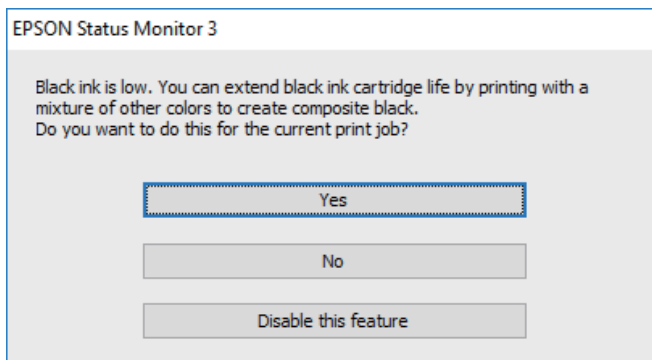 EPSON Status Monitor 3
Black ink is low. You can extend black ink cartridge life by printing with a
mixture of other colors to create composite black.
Do you want to do this for the current print job?
Yes
No
Disable this feature